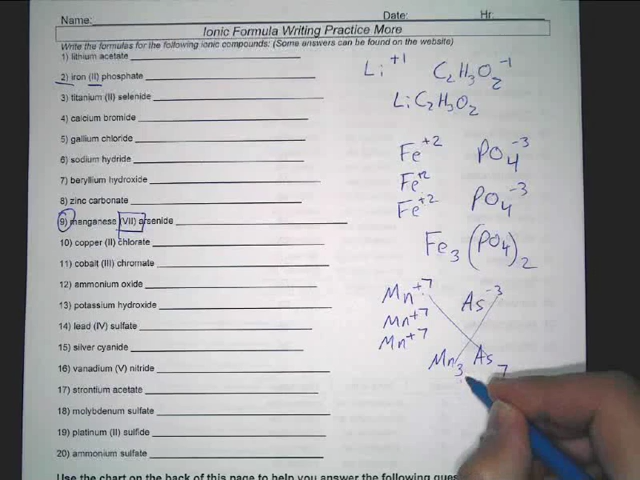 Name: Date: Hr:
Ionic Formula Writing Practice More
Write the formulas for the following ionic compounds: (Some answers can be found on the website)
1) lithium acetate
2) iron (II) phosphate
3) titanium (II) selenide
4) calcium bromide
5) gallium chloride
6) sodium hydride
7) beryllium hydroxide
8) zinc carbonate
9) manganese (VII) arsenide
10) copper (II) chlorate
11) cobalt (III) chromate
12) ammonium oxide
13) potassium hydroxide
14) lead (IV) sulfate
15) silver cyanide
16) vanadium (V) nitride
17) strontium acetate
18) molybdenum sulfate
19) platinum (II) sulfide
20) ammonium sulfate
Use the chart on the back of this page to help you answer the following
Li+1 C2H3O2-1
LiC2H3O2
Fe+2 PO4-3
Fe+2
Fe+2 PO4-3
Fe3(PO4)2
Mn+7 As-3
Mn+7
Mn+7
Mn3 As7